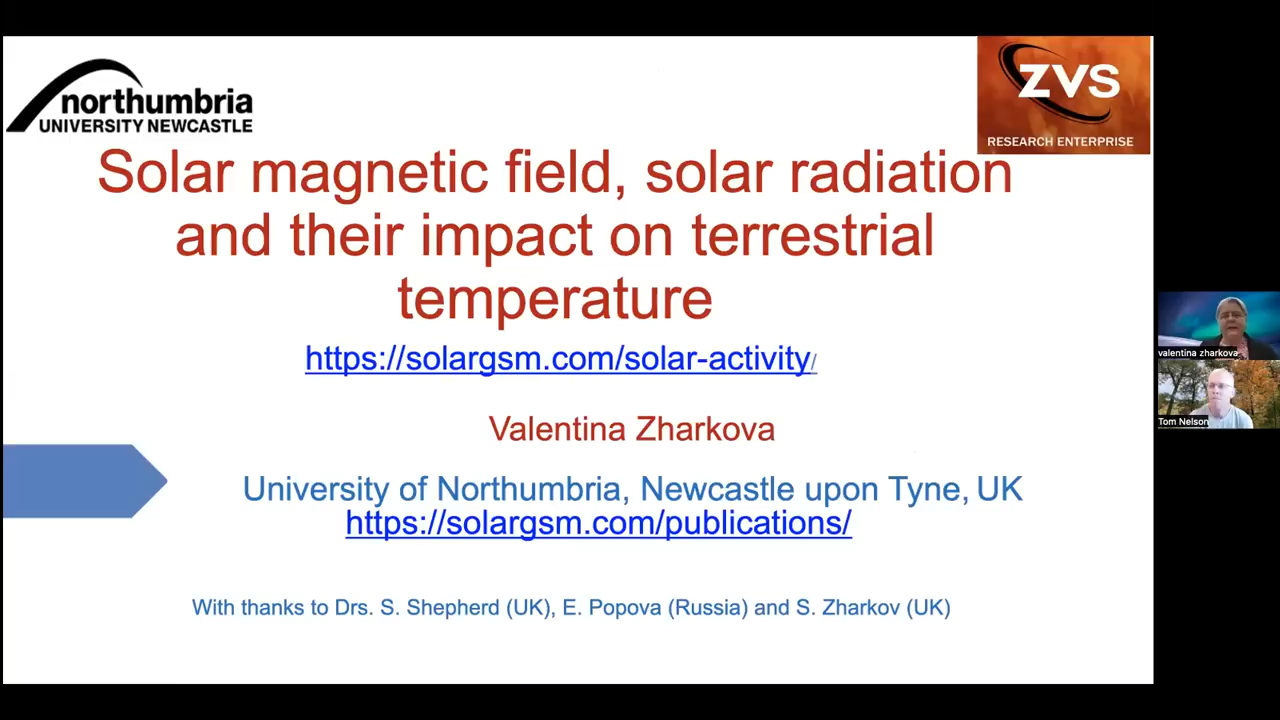 northumbria
UNIVERSITY NEWCASTLE
ZVS
RESEARCH ENTERPRISE
Solar magnetic field, solar radiation
and their impact on terrestrial
temperature
https://solargsm.com/solar-activity/
Valentina Zharkova
University of Northumbria, Newcastle upon Tyne, UK
https://solargsm.com/publications/
With thanks to Drs. S. Shepherd (UK), E. Popova (Russia) and S. Zharkov (UK)
valentina zharkova
Tom Nelson